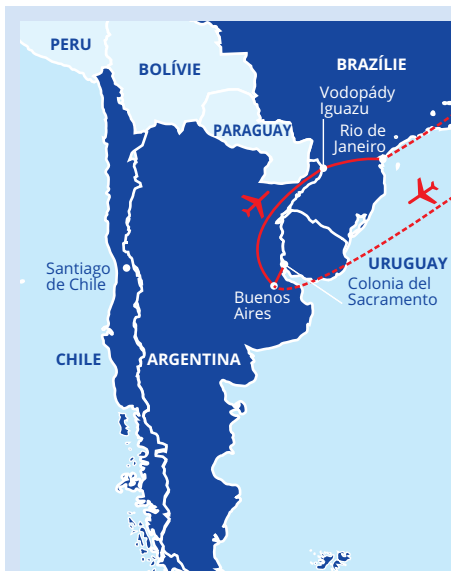 PERU
BOLÍVIE
BRAZÍLIE
Vodopády
Iguazu
PARAGUAY
Rio de
Janeiro
Santiago
de Chile
URUGUAY
Colonia del
Sacramento
Buenos
Aires
CHILE
ARGENTINA